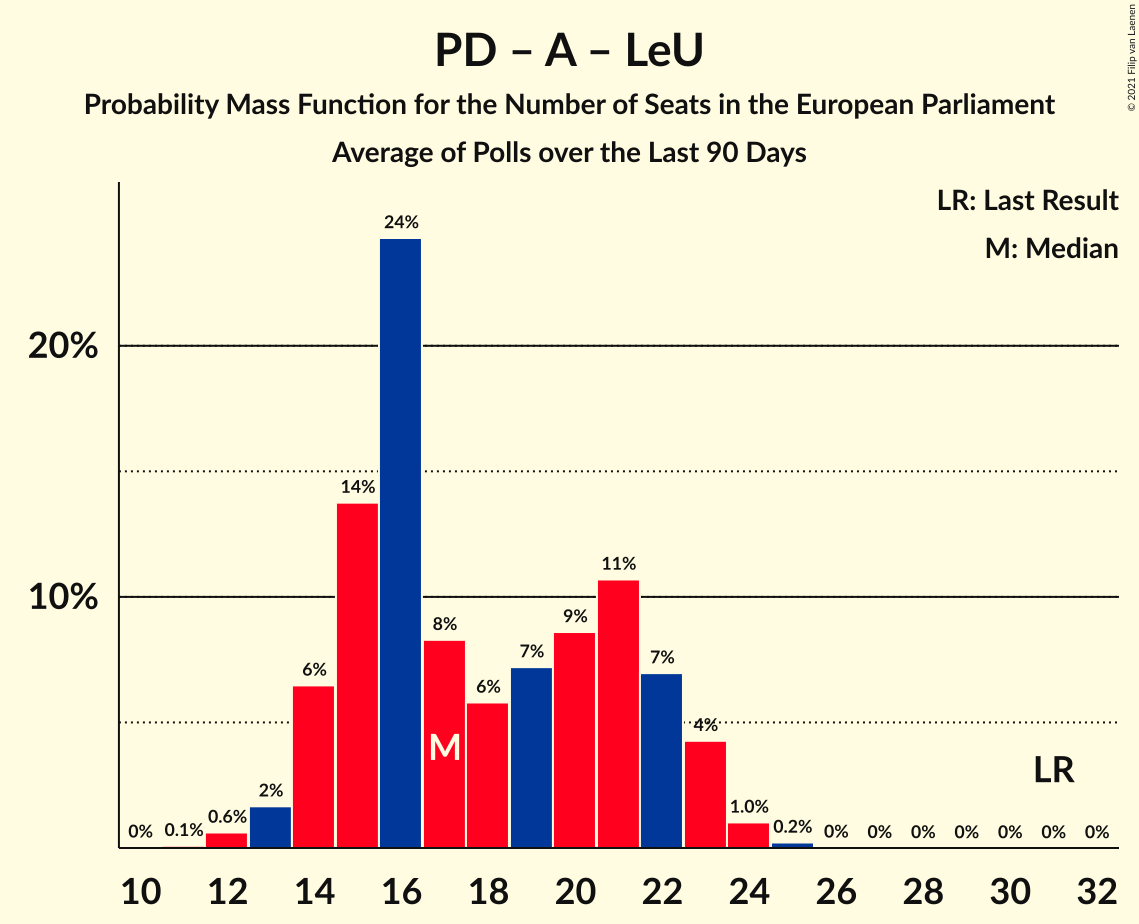 PD – A – LeU
Probability Mass Function for the Number of Seats in the European Parliament
Average of Polls over the Last 90 Days
© 2021 Filip van Laenen
LR: Last Result
M: Median
24%
20%
14%
11%
10%
9%
8%
7%
7%
6%
6%
4%
M
LR
2%
1.0%
0.6%
0.2%
0.1%
0%
0%
0%
0%
0%
0%
0%
0%
10 12 14 16 18 20 22 24 26 28 30 32